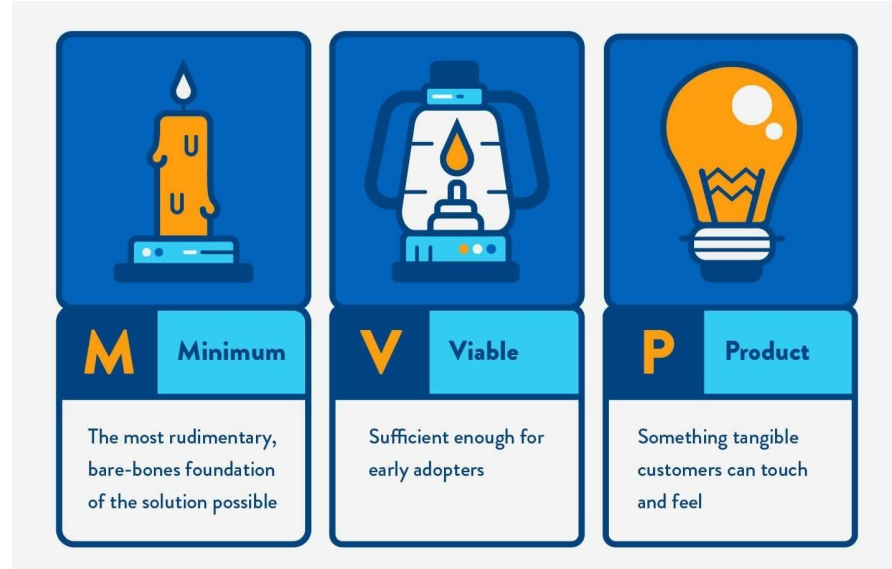 M Minimum
The most rudimentary,
bare-bones foundation
of the solution possible
V Viable
Sufficient enough for
early adopters
P Product
Something tangible
customers can touch
and feel